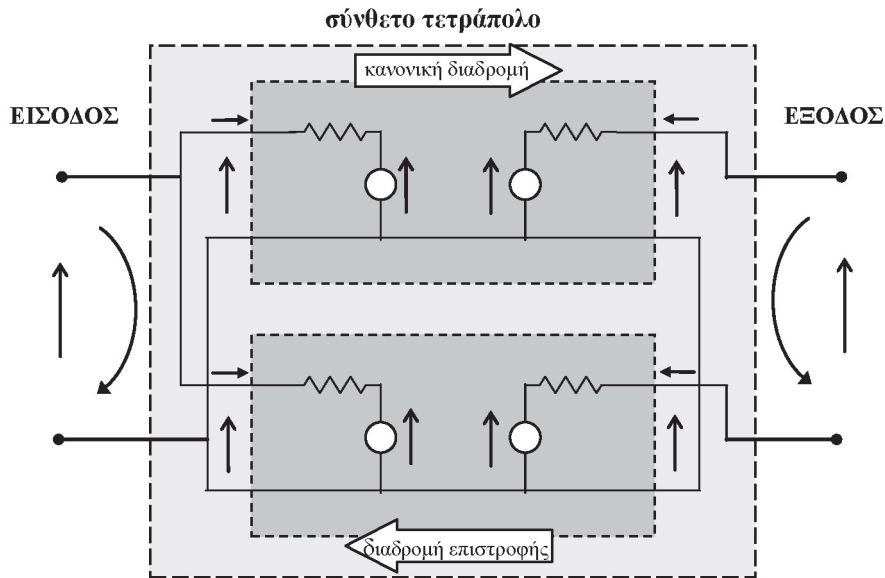 σύνθετο τετράπολο
κανονική διαδρομή
ΕΙΣΟΔΟΣ
ΕΞΟΔΟΣ
διαδρομή επιστροφής